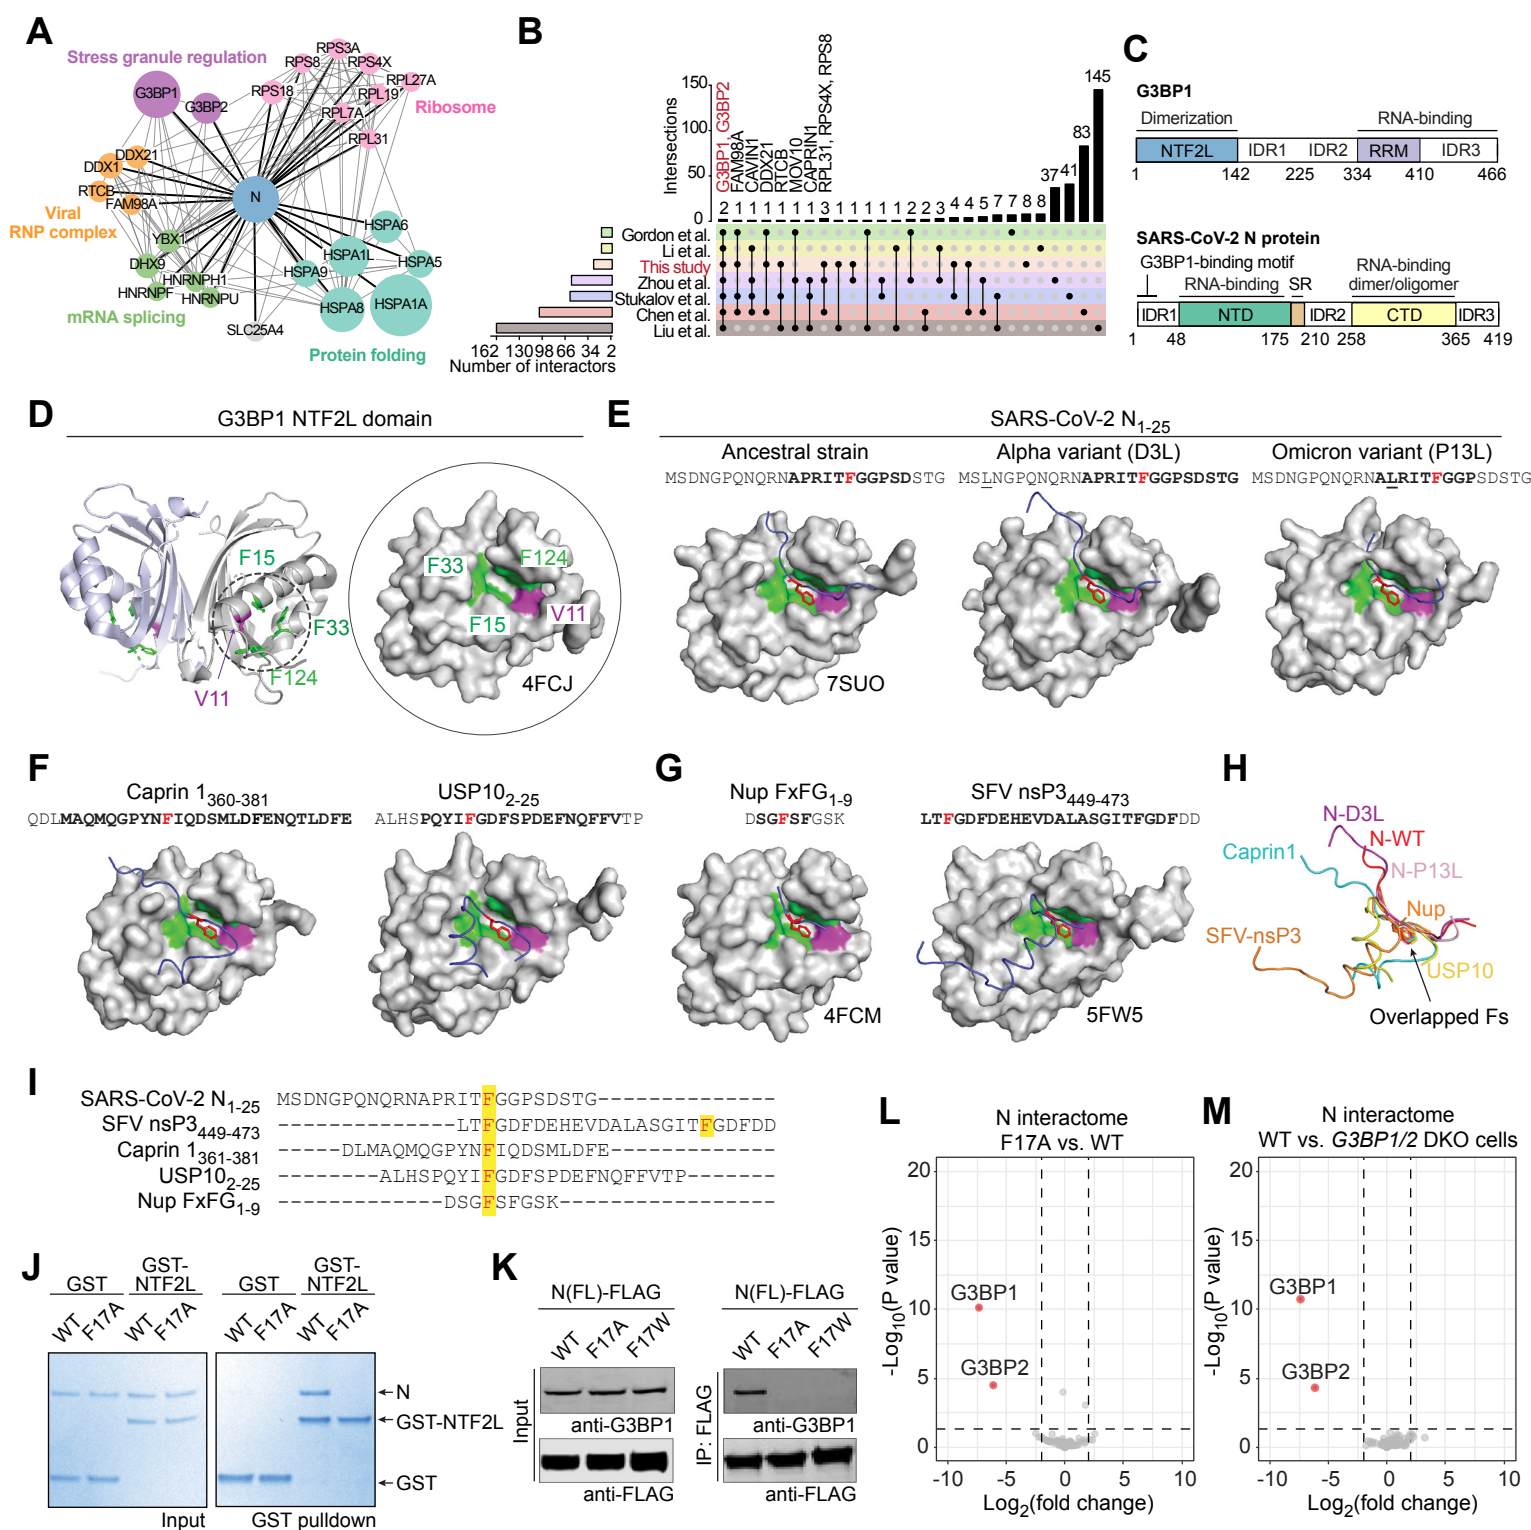 A
Stress granule regulation
G3BP1
G3BP2
RPS3A
RPS8
RPS4X
RPL27A
RPS18
RPL19
RPL7A
Ribosome
RPL31
DDX21
DDX1
RTCB
FAM98A
N
Viral
RNP complex
YBX1
DHX9
HNRNPH1
HNRNPF
HNRNPU
mRNA splicing
HSPA6
HSPA1L
HSPA5
HSPA9
HSPA8
HSPA1A
SLC25A4
Protein folding
B
Intersections
150
100
50
0
G3BP1, G3BP2
FAM98A
CAVIN1
DDX21
RTCB
MOV10
CAPRIN1
RPL31, RPS4X, RPS8
2 1 1 1 1 1 1 3 1 1 1 1 1 2 2 3 4 4 5 7 7 8 8 37 41 83 145
Gordon et al.
Li et al.
This study
Zhou et al.
Stukalov et al.
Chen et al.
Liu et al.
162 130 98 66 34 2
Number of interactors
C
G3BP1
Dimerization RNA-binding
NTF2L IDR1 IDR2 RRM IDR3
1 142 225 334 410 466
SARS-CoV-2 N protein
G3BP1-binding motif
RNA-binding SR RNA-binding dimer/oligomer
IDR1 NTD IDR2 CTD IDR3
1 48 175 210 258 365 419
D
G3BP1 NTF2L domain
F15
F33
F124
V11
F33
F124
F15
V11
4FCJ
E
SARS-CoV-2 N1-25
Ancestral strain
MSDNGPQNQRNAPRITFGGPSDSTG
Alpha variant (D3L)
MSLNGPQNQRNAPRITFGGPSDSTG
Omicron variant (P13L)
MSDNGPQNQRNALRITFGGPSDSTG
7SUO
F
Caprin 1360-381
QDLMAQMQGPYNFIQDSMLDFENQTLDFE
USP102-25
ALHSPQYIFGDFSPDEFNQFFVTP
G
Nup FxFG1-9
DSGFSFGSK
4FCM
SFV nsP3449-473
LTFGDFDEHEVDALASGITFGDFDD
5FW5
H
N-D3L
N-WT
Caprin1
N-P13L
Nup
SFV-nsP3
USP10
Overlapped Fs
I
SARS-CoV-2 N1-25 MSDNGPQNQRNAPRITFGGPSDSTG--------------
SFV nsP3449-473 --------------LTFGDFDEHEVDALASGITFGDFDD
Caprin 1361-381 -----DLMAQMQGPYNFIQDSMLDFE-------------
USP102-25 --------ALHSPQYIFGDFSPDEFNQFFVTP-------
Nup FxFG1-9 -------------DSGFSFGSK-----------------
J
GST
GST-NTF2L
GST
GST-NTF2L
WT F17A WT F17A WT F17A WT F17A
N
GST-NTF2L
GST
Input
GST pulldown
K
N(FL)-FLAG
N(FL)-FLAG
WT F17A F17W
WT F17A F17W
Input
anti-G3BP1
anti-FLAG
IP: FLAG
anti-G3BP1
anti-FLAG
L
N interactome
F17A vs. WT
-Log10(P value)
20
15
10
5
0
G3BP1
G3BP2
-10 -5 0 5 10
Log2(fold change)
M
N interactome
WT vs. G3BP1/2 DKO cells
-Log10(P value)
20
15
10
5
0
G3BP1
G3BP2
-10 -5 0 5 10
Log2(fold change)